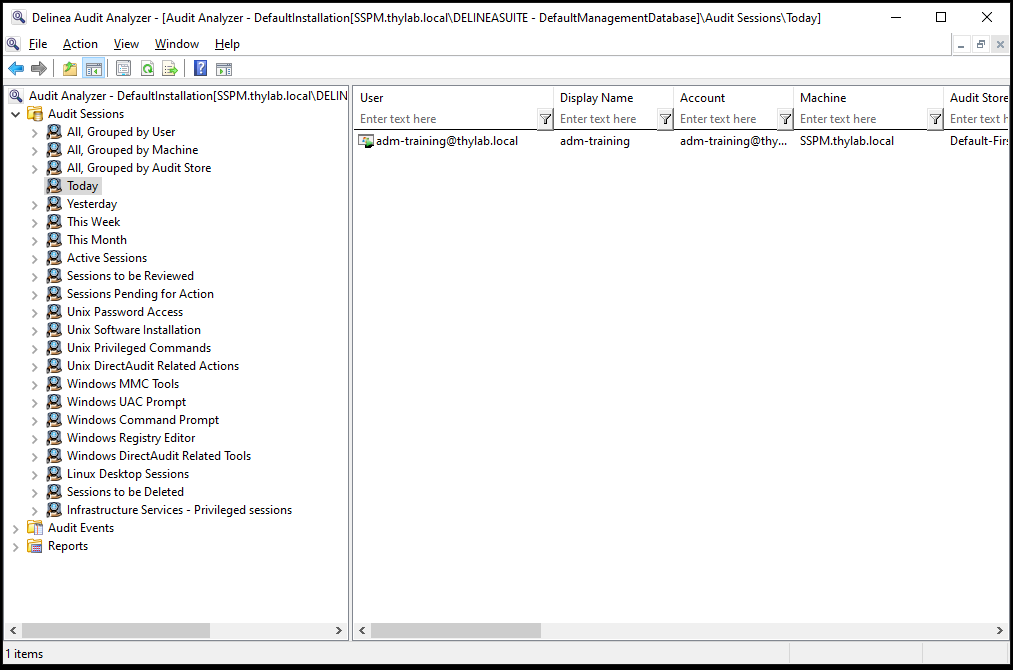 Delinea Audit Analyzer - [Audit Analyzer - DefaultInstallation[SSPM.thylab.local\DELINEASUITE - DefaultManagementDatabase]\Audit Sessions\Today]
File Action View Window Help
Audit Analyzer - DefaultInstallation[SSPM.thylab.local\DELIN
Audit Sessions
All, Grouped by User
All, Grouped by Machine
All, Grouped by Audit Store
Today
Yesterday
This Week
This Month
Active Sessions
Sessions to be Reviewed
Sessions Pending for Action
Unix Password Access
Unix Software Installation
Unix Privileged Commands
Unix DirectAudit Related Actions
Windows MMC Tools
Windows UAC Prompt
Windows Command Prompt
Windows Registry Editor
Windows DirectAudit Related Tools
Linux Desktop Sessions
Sessions to be Deleted
Infrastructure Services - Privileged sessions
Audit Events
Reports
User Display Name Account Machine Audit Store
Enter text here Enter text here Enter text here Enter text here Enter text h
adm-training@thylab.local adm-training adm-training@thy... SSPM.thylab.local Default-Firs
1 items